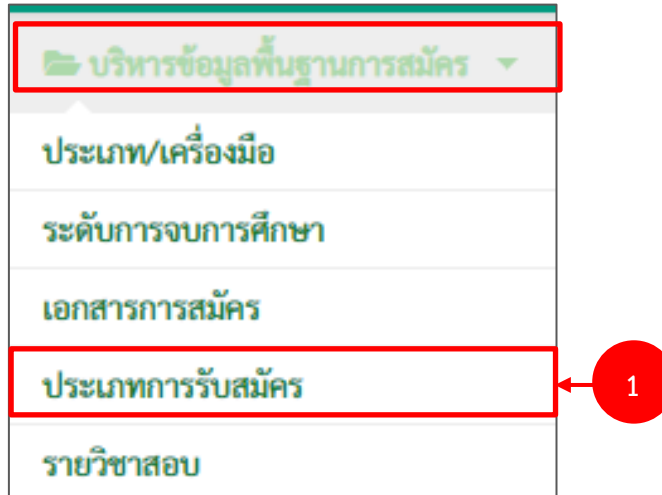 บริหารข้อมูลพื้นฐานการสมัคร
ประเภท/เครื่องมือ
ระดับการจบการศึกษา
เอกสารการสมัคร
ประเภทการรับสมัคร
1
รายวิชาสอบ